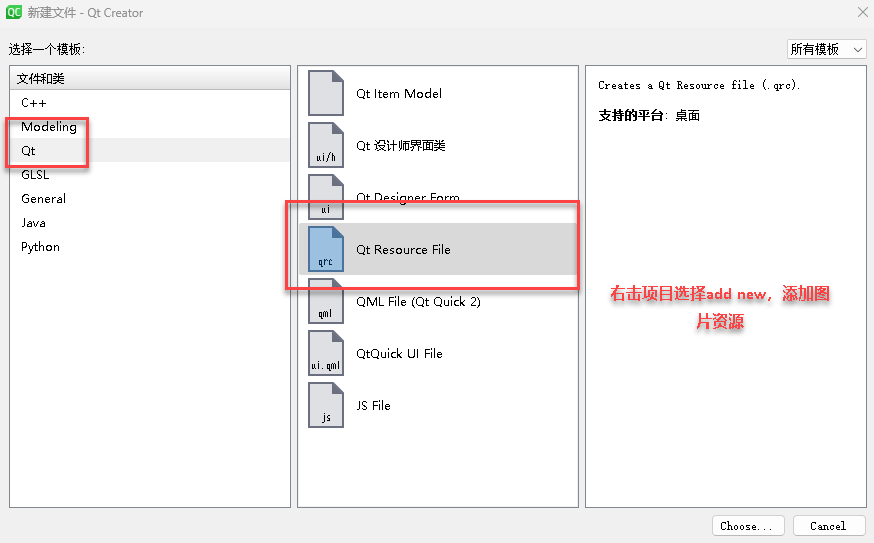 新建文件 - Qt Creator
选择一个模板:
所有模板
文件和类
C++
Modeling
Qt
GLSL
General
Java
Python
Qt Item Model
ui/h
Qt 设计师界面类
ui
Qt Designer Form
qrc
Qt Resource File
qml
QML File (Qt Quick 2)
ui.qml
QtQuick UI File
js
JS File
Creates a Qt Resource file (.qrc).
支持的平台: 桌面
右击项目选择add new，添加图
片资源
Choose...
Cancel